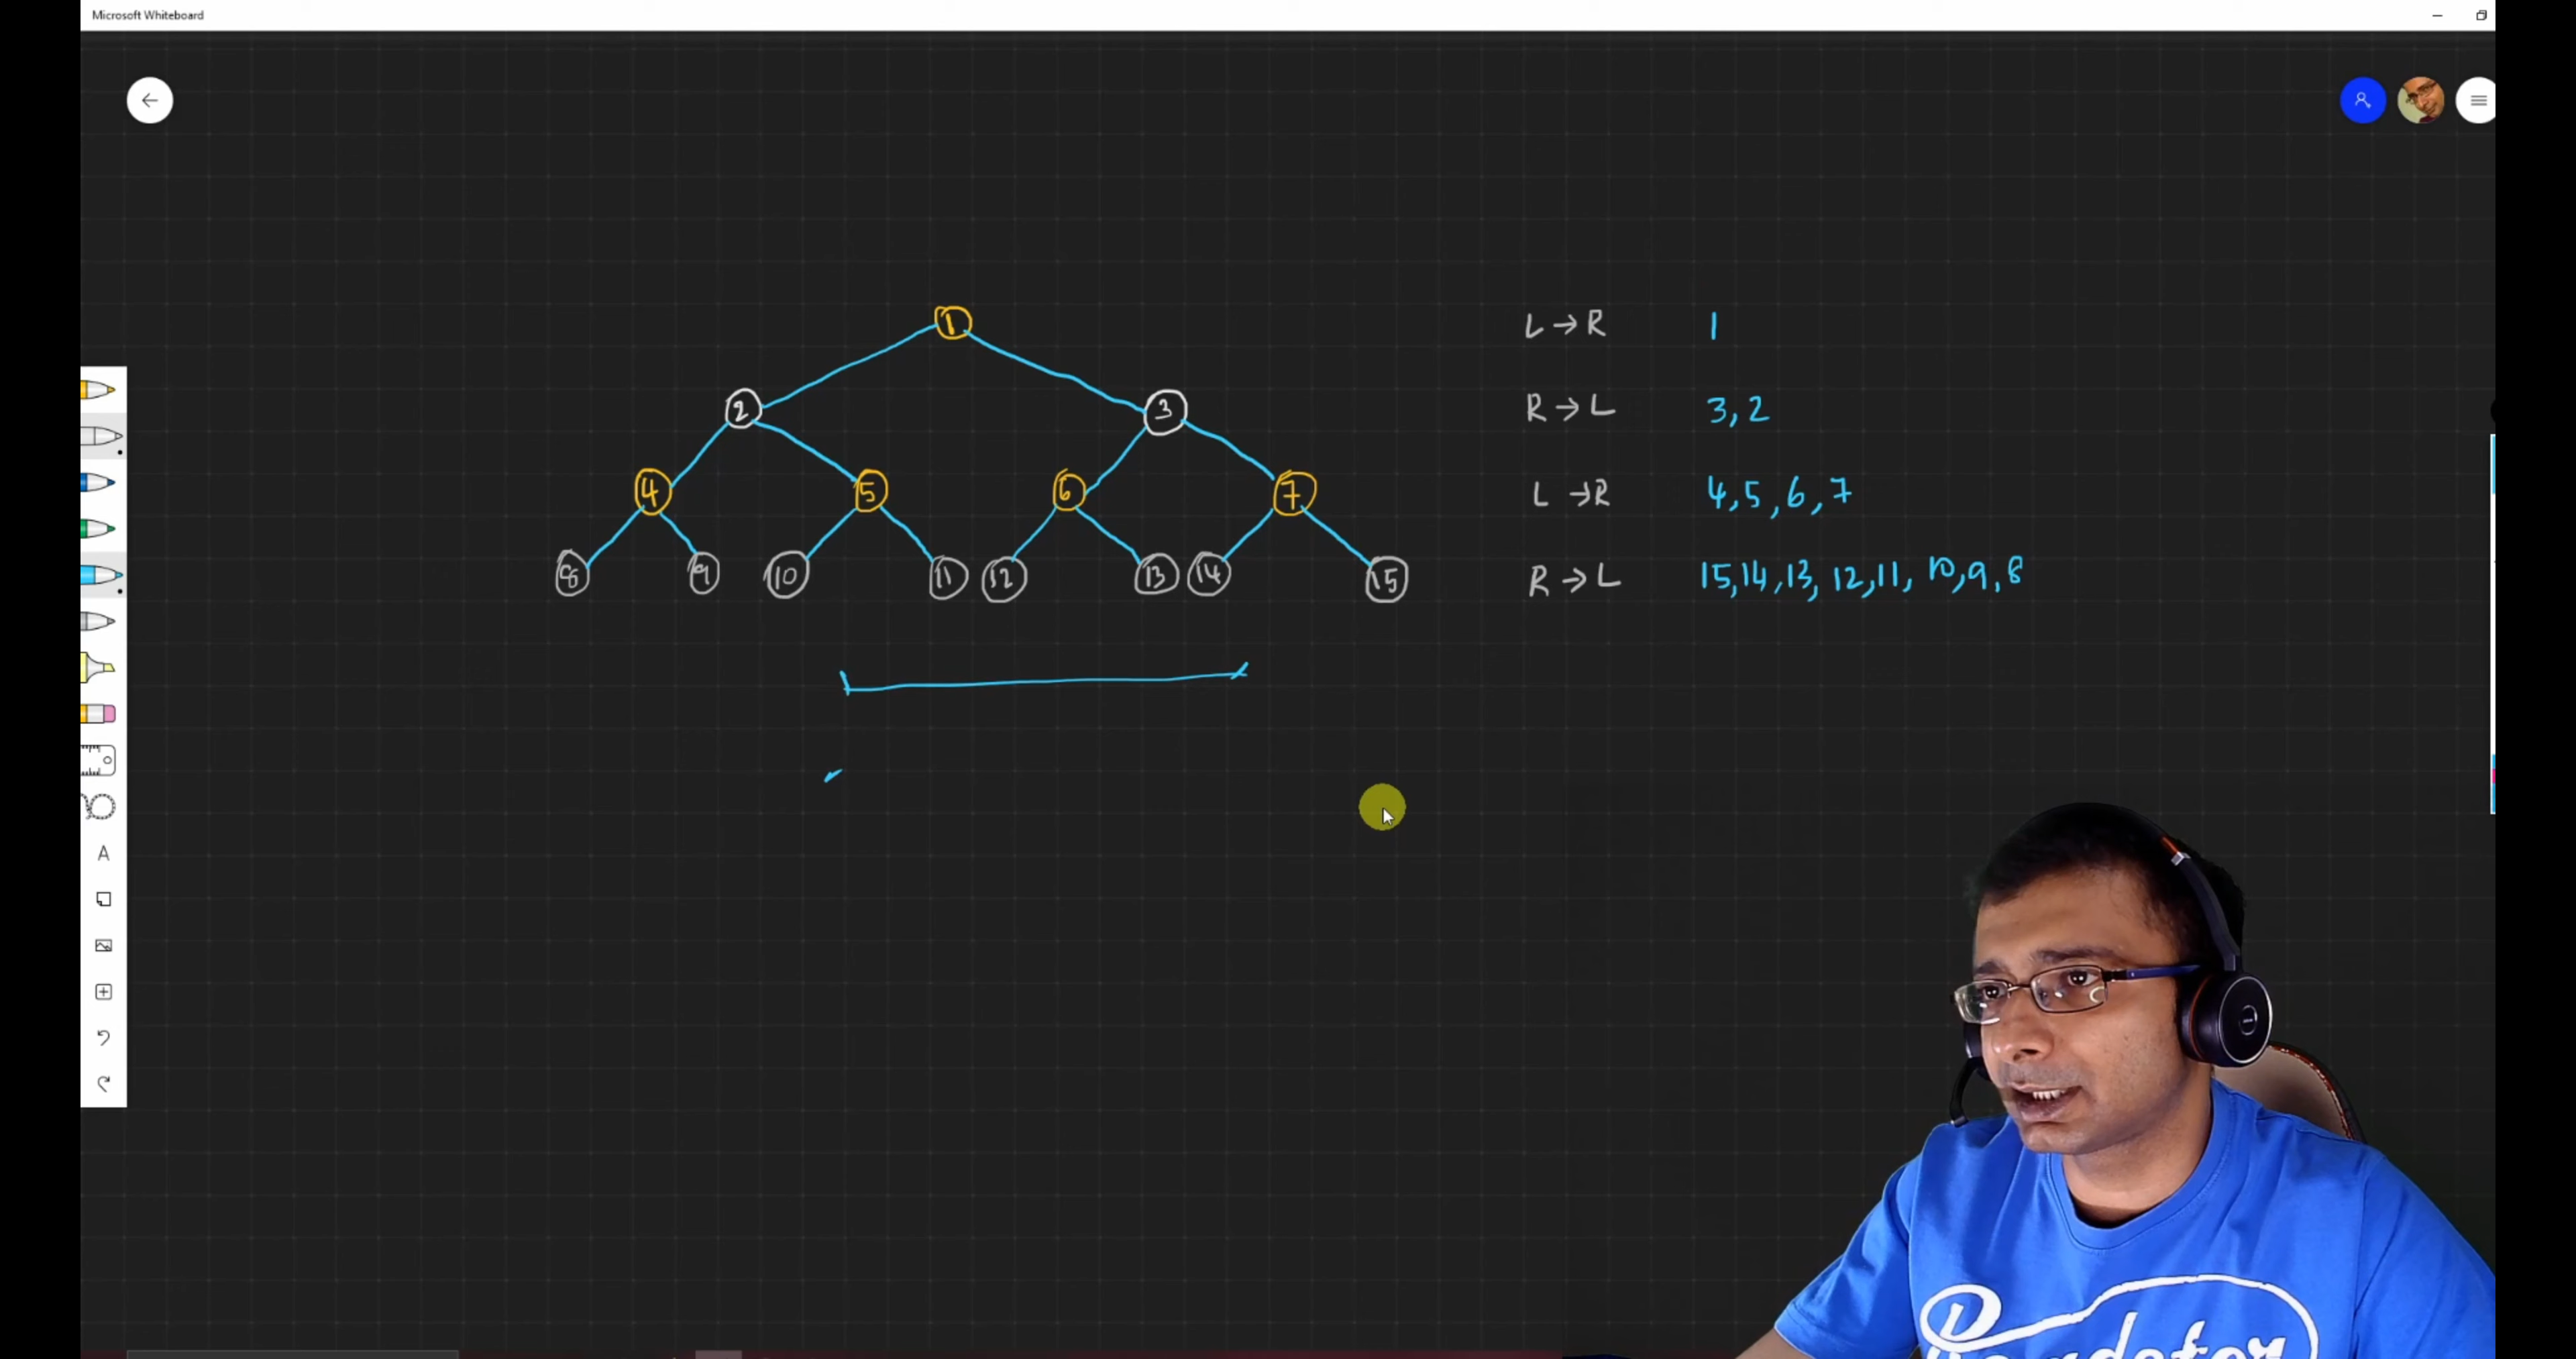 Microsoft Whiteboard
1
2 3
4 5 6 7
8 9 10 11 12 13 14 15
L → R 1
R → L 3, 2
L → R 4, 5, 6, 7
R → L 15, 14, 13, 12, 11, 10, 9, 8
A